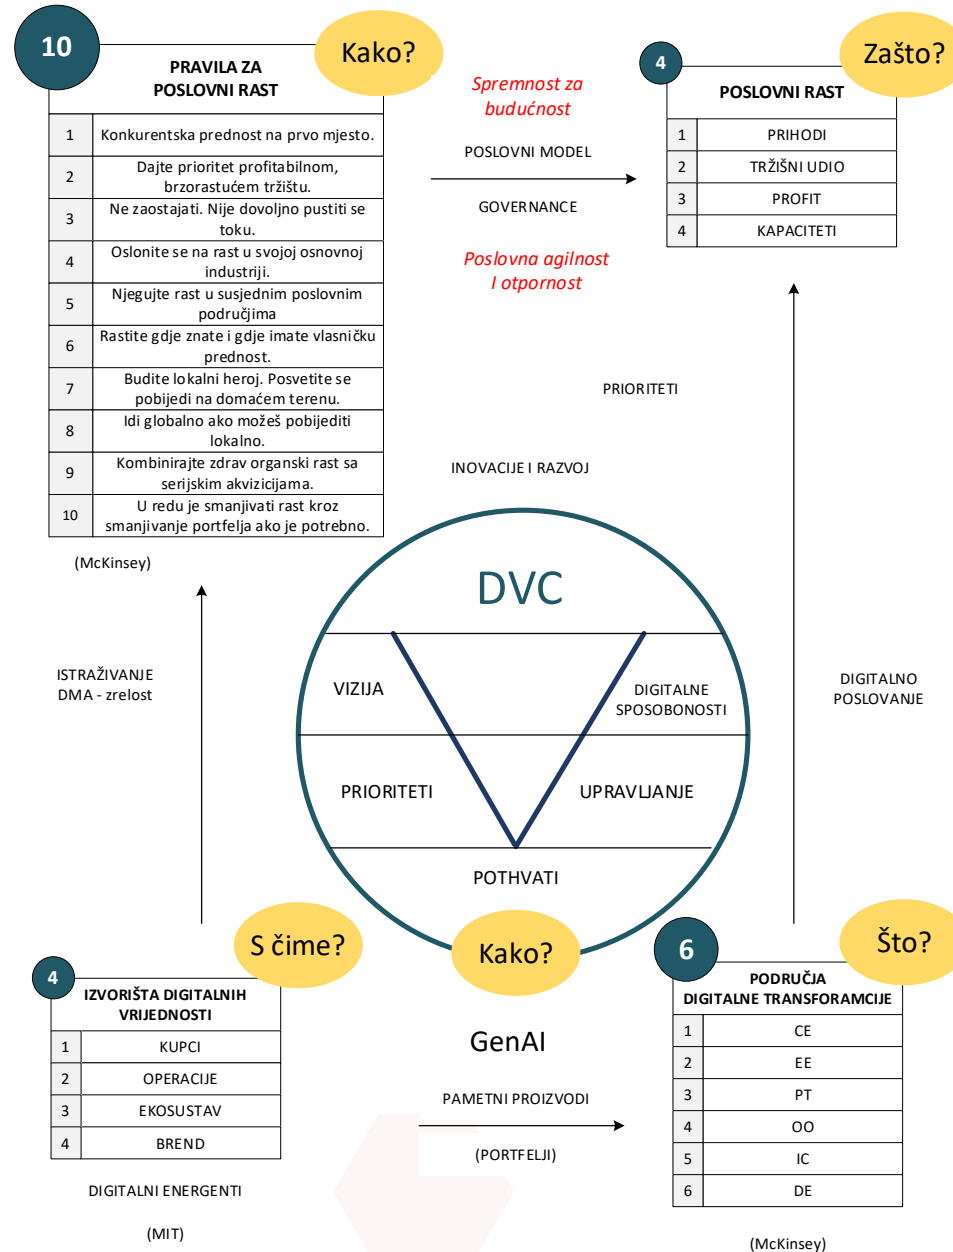 10
Kako?
PRAVILA ZA
POSLOVNI RAST
1 Konkurentska prednost na prvo mjesto.
2 Dajte prioritet profitabilnom,
brzorastućem tržištu.
3 Ne zaostajati. Nije dovoljno pustiti se
toku.
4 Oslonite se na rast u svojoj osnovnoj
industriji.
5 Njegujte rast u susjednim poslovnim
područjima
6 Rastite gdje znate i gdje imate vlasničku
prednost.
7 Budite lokalni heroj. Posvetite se
pobijedi na domaćem terenu.
8 Idi globalno ako možeš pobijediti
lokalno.
9 Kombinirajte zdrav organski rast sa
serijskim akvizicijama.
10 U redu je smanjivati rast kroz
smanjivanje portfelja ako je potrebno.
(McKinsey)
Spremnost za
budućnost
POSLOVNI MODEL
GOVERNANCE
Poslovna agilnost
I otpornost
4
Zašto?
POSLOVNI RAST
1 PRIHODI
2 TRŽIŠNI UDIO
3 PROFIT
4 KAPACITETI
PRIORITETI
INOVACIJE I RAZVOJ
DVC
VIZIJA
DIGITALNE
SPOSOBONOSTI
PRIORITETI
UPRAVLJANJE
POTHVATI
Kako?
ISTRAŽIVANJE
DMA - zrelost
DIGITALNO
POSLOVANJE
4
S čime?
IZVORIŠTA DIGITALNIH
VRIJEDNOSTI
1 KUPCI
2 OPERACIJE
3 EKOSUSTAV
4 BREND
DIGITALNI ENERGENTI
(MIT)
GenAI
PAMETNI PROIZVODI
(PORTFELJI)
6
Što?
PODRUČJA
DIGITALNE TRANSFORAMCIJE
1 CE
2 EE
3 PT
4 OO
5 IC
6 DE
(McKinsey)